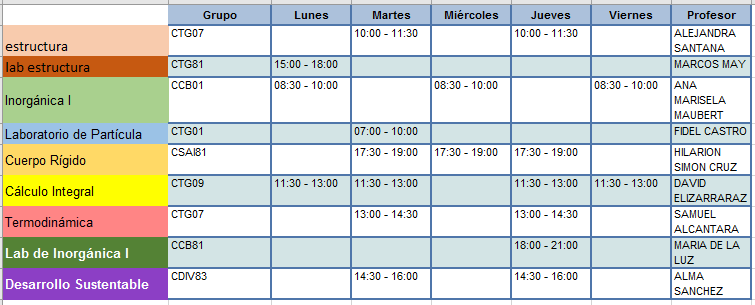 Grupo Lunes Martes Miércoles Jueves Viernes Profesor
estructura CTG07 10:00 - 11:30 10:00 - 11:30 ALEJANDRA SANTANA
lab estructura CTG81 15:00 - 18:00 MARCOS MAY
Inorgánica I CCB01 08:30 - 10:00 08:30 - 10:00 08:30 - 10:00 ANA MARISELA MAUBERT
Laboratorio de Partícula CTG01 07:00 - 10:00 FIDEL CASTRO
Cuerpo Rígido CSAI81 17:30 - 19:00 17:30 - 19:00 17:30 - 19:00 HILARION SIMON CRUZ
Cálculo Integral CTG09 11:30 - 13:00 11:30 - 13:00 11:30 - 13:00 11:30 - 13:00 DAVID ELIZARRARAZ
Termodinámica CTG07 13:00 - 14:30 13:00 - 14:30 SAMUEL ALCANTARA
Lab de Inorgánica I CCB81 18:00 - 21:00 MARIA DE LA LUZ
Desarrollo Sustentable CDIV83 14:30 - 16:00 14:30 - 16:00 ALMA SANCHEZ